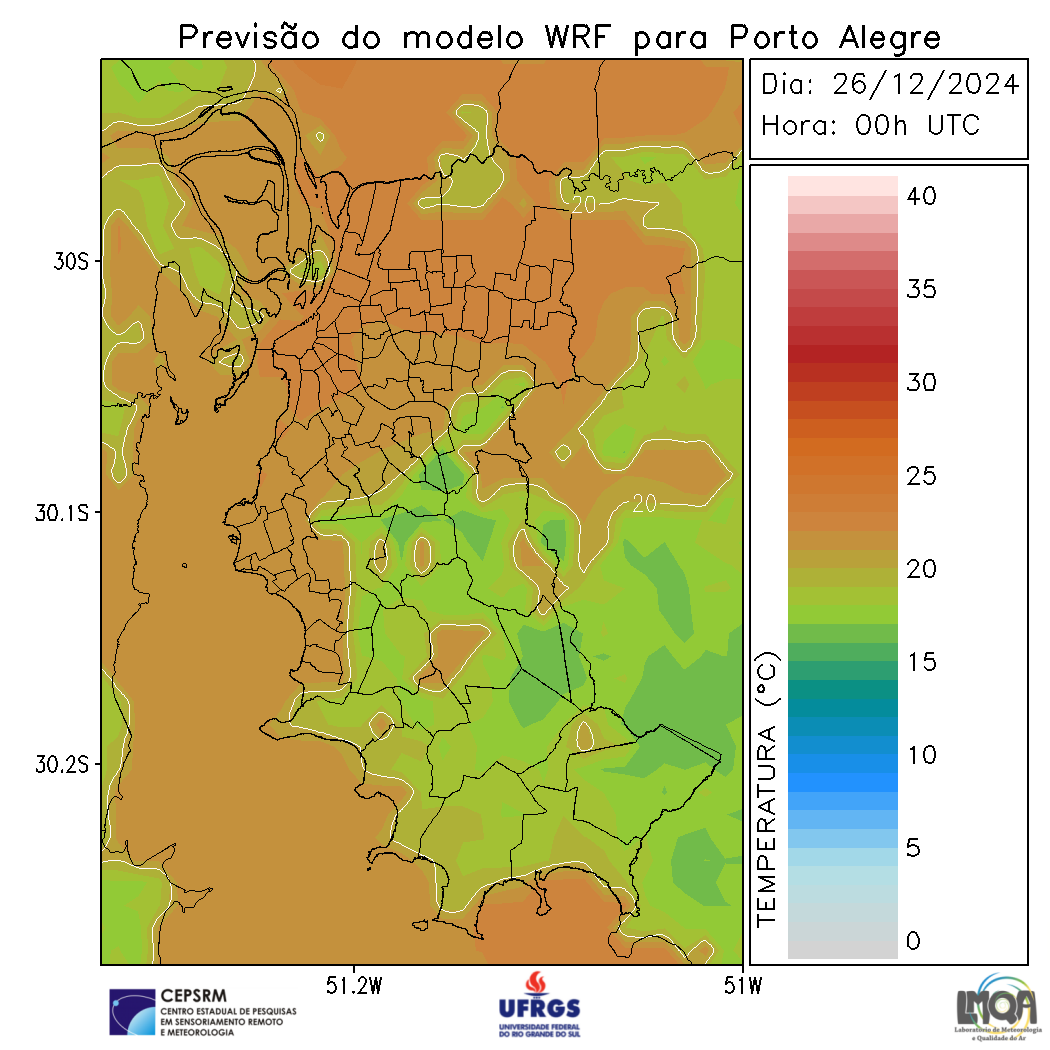 Previsão do modelo WRF para Porto Alegre
Dia: 26/12/2024
Hora: 00h UTC
40
35
30
25
20
15
10
5
0
TEMPERATURA (°C)
20
20
30S
30.1S
30.2S
51.2W
51W
CEPSRM
CENTRO ESTADUAL DE PESQUISAS
EM SENSORIAMENTO REMOTO
E METEOROLOGIA
UFRGS
UNIVERSIDADE FEDERAL
DO RIO GRANDE DO SUL
LMQA
Laboratório de Meteorologia
e Qualidade do Ar